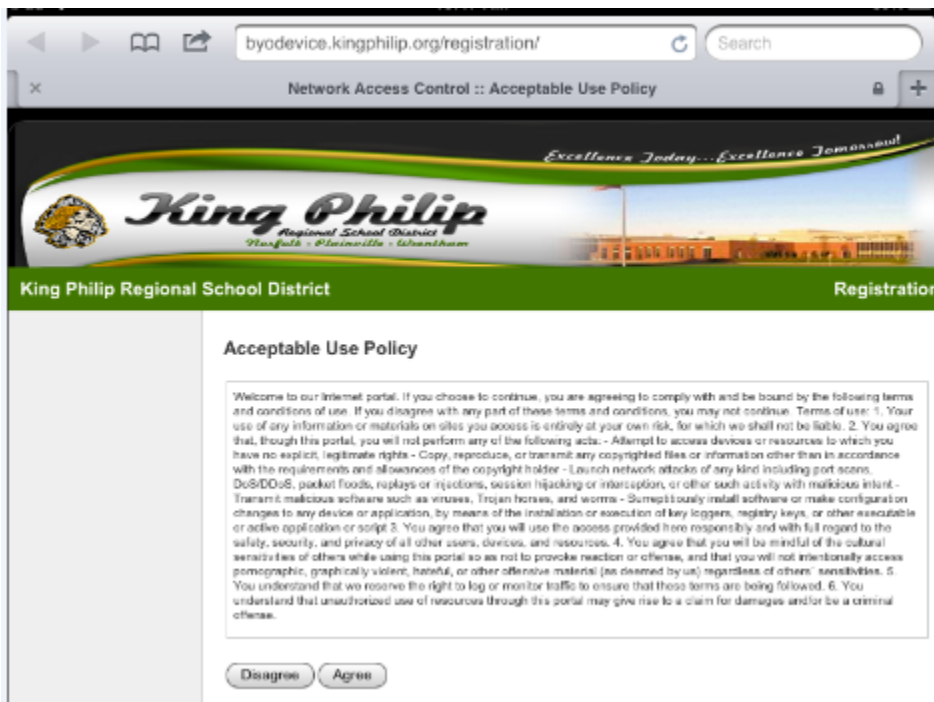 byodevice.kingphilip.org/registration/
Search
Network Access Control :: Acceptable Use Policy
Excellence Today...Excellence Tomorrow!
King Philip
Regional School District
Norfolk - Plainville - Wrentham
King Philip Regional School District
Registration
Acceptable Use Policy
Welcome to our Internet portal. If you choose to continue, you are agreeing to comply with and be bound by the following terms
and conditions of use. If you disagree with any part of these terms and conditions, you may not continue. Terms of use: 1. Your
use of any information or materials on sites you access is entirely at your own risk, for which we shall not be liable. 2. You agree
that, though this portal, you will not perform any of the following acts: - Attempt to access devices or resources to which you
have no explicit, legitimate rights - Copy, reproduce, or transmit any copyrighted files or information other than in accordance
with the requirements and allowances of the copyright holder - Launch network attacks of any kind including port scans,
DoS/DDoS, packet floods, replays or injections, session hijacking or interception, or other such activity with malicious intent -
Transmit malicious software such as viruses, Trojan horses, and worms - Surreptitiously install software or make configuration
changes to any device or application, by means of the installation or execution of key loggers, registry keys, or other executable
or active application or script 3. You agree that you will use the access provided here responsibly and with full regard to the
safety, security, and privacy of all other users, devices, and resources. 4. You agree that you will be mindful of the cultural
sensitivities of others while using this portal so as not to provoke reaction or offense, and that you will not intentionally access
pornographic, graphically violent, hateful, or other offensive material (as deemed by us) regardless of others' sensitivities. 5.
You understand that we reserve the right to log or monitor traffic to ensure that these terms are being followed. 6. You
understand that unauthorized use of resources through this portal may give rise to a claim for damages and/or be a criminal
offense.
Disagree Agree